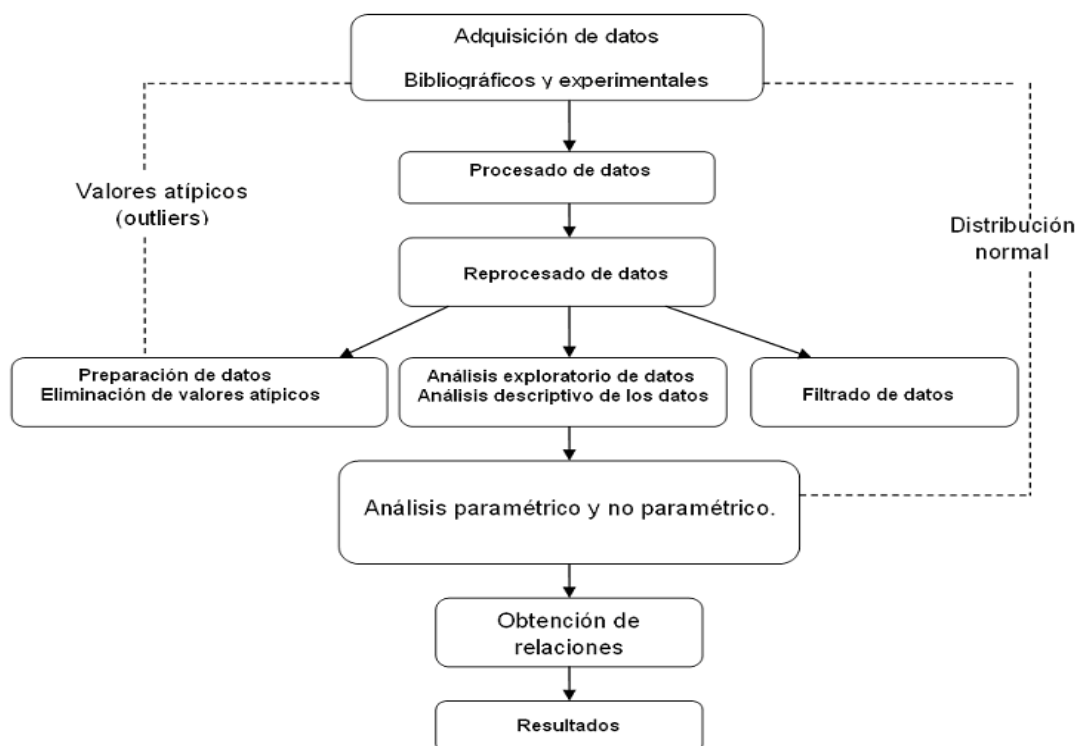 Adquisición de datos
Bibliográficos y experimentales
Procesado de datos
Valores atípicos
(outliers)
Distribución
normal
Reprocesado de datos
Preparación de datos
Eliminación de valores atípicos
Análisis exploratorio de datos
Análisis descriptivo de los datos
Filtrado de datos
Análisis paramétrico y no paramétrico.
Obtención de
relaciones
Resultados